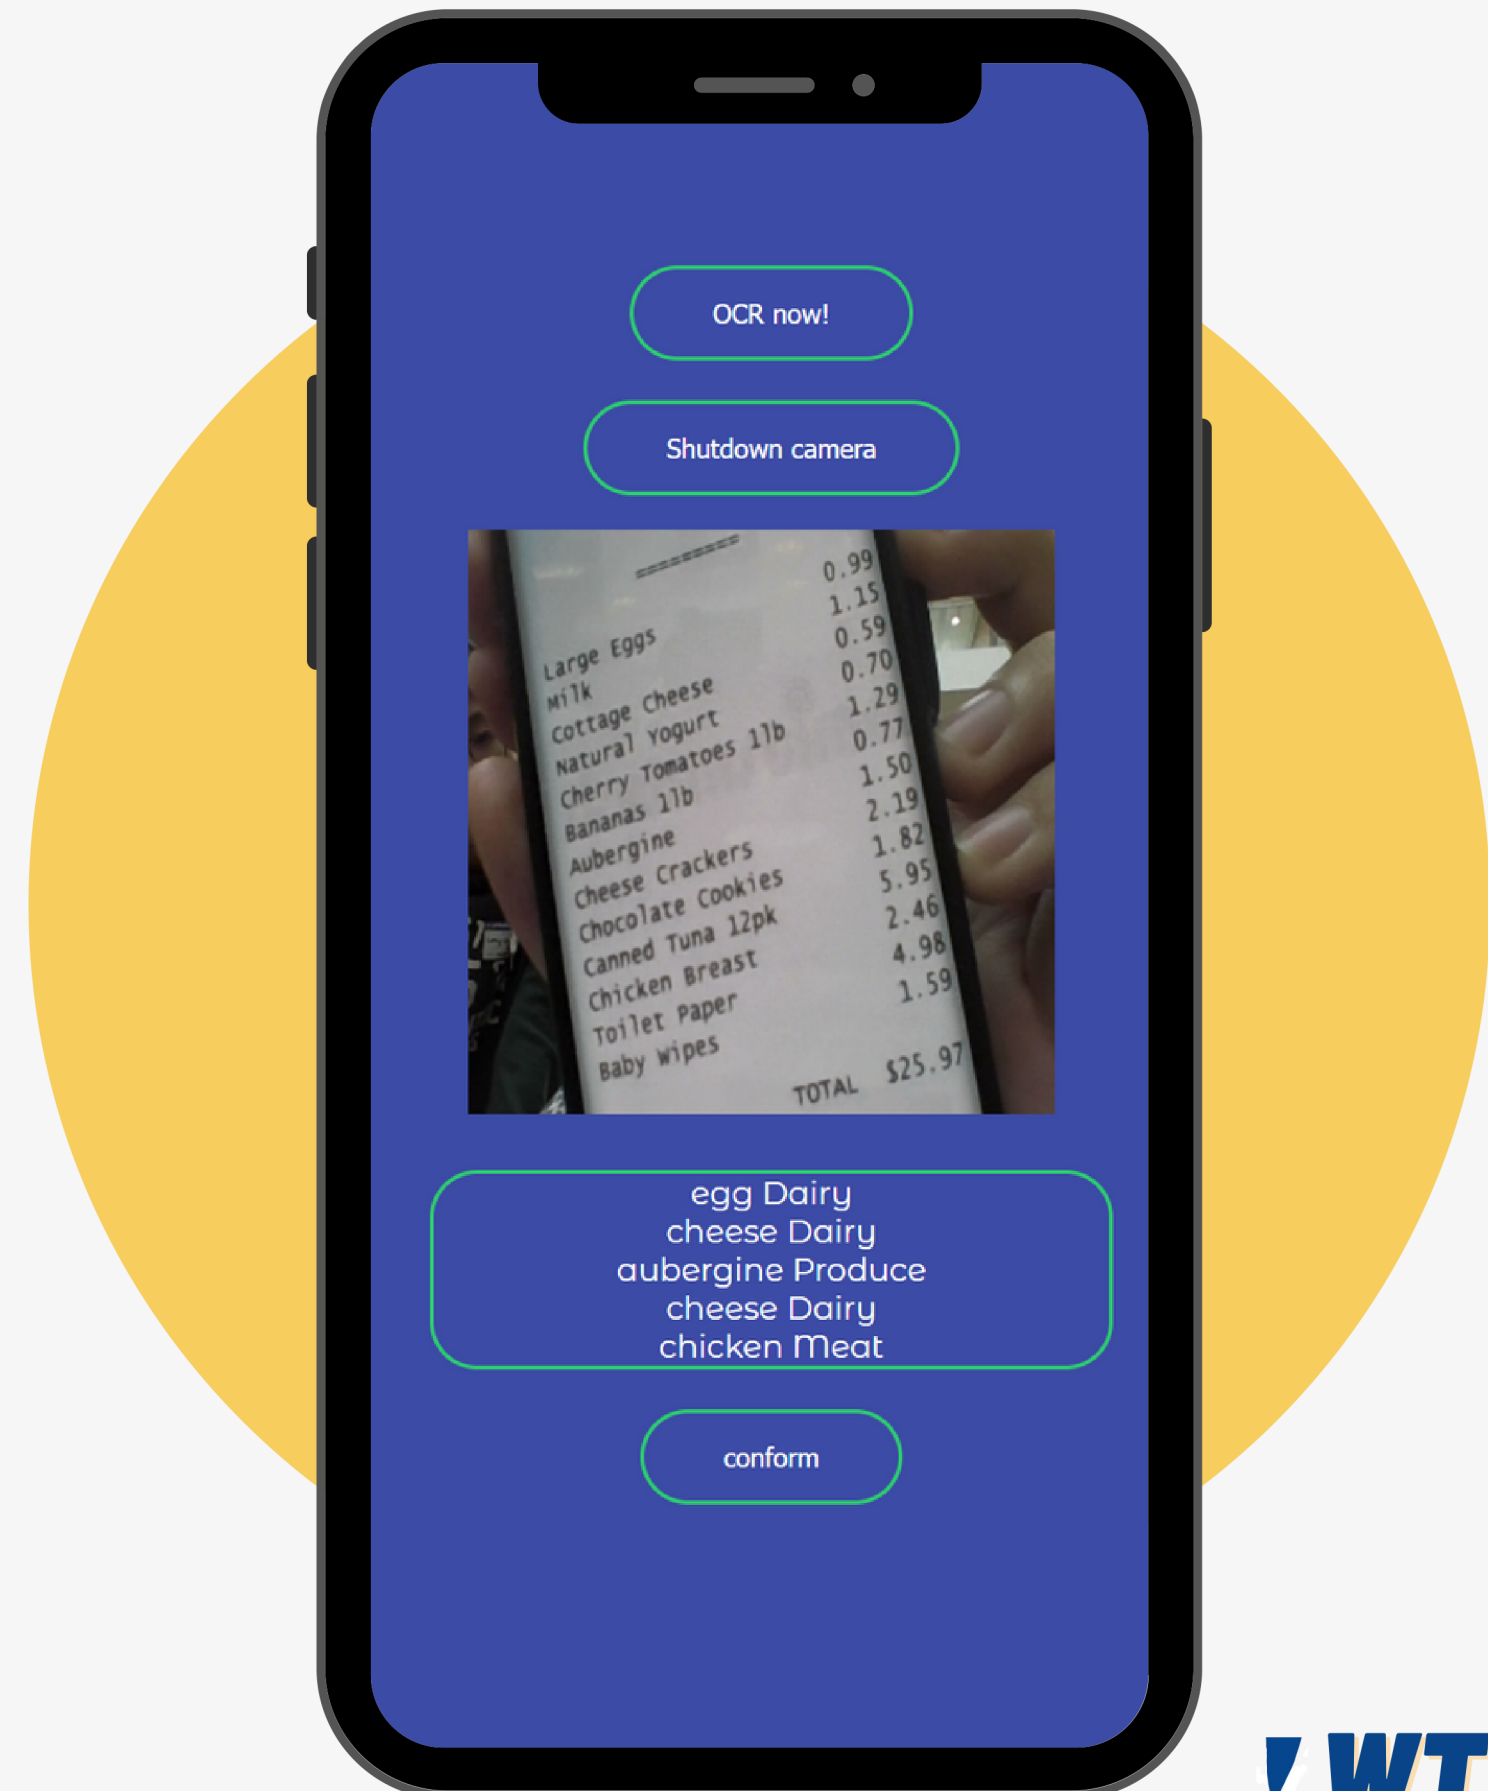 OCR now!
Shutdown camera
=========
Large Eggs 0.99
Milk 1.15
Cottage Cheese 0.59
Natural Yogurt 0.70
Cherry Tomatoes 1lb 1.29
Bananas 1lb 0.77
Aubergine 1.50
Cheese Crackers 2.19
Chocolate Cookies 1.82
Canned Tuna 12pk 5.95
Chicken Breast 2.46
Toilet Paper 4.98
Baby Wipes 1.59
TOTAL $25.97
egg Dairy
cheese Dairy
aubergine Produce
cheese Dairy
chicken Meat
conform